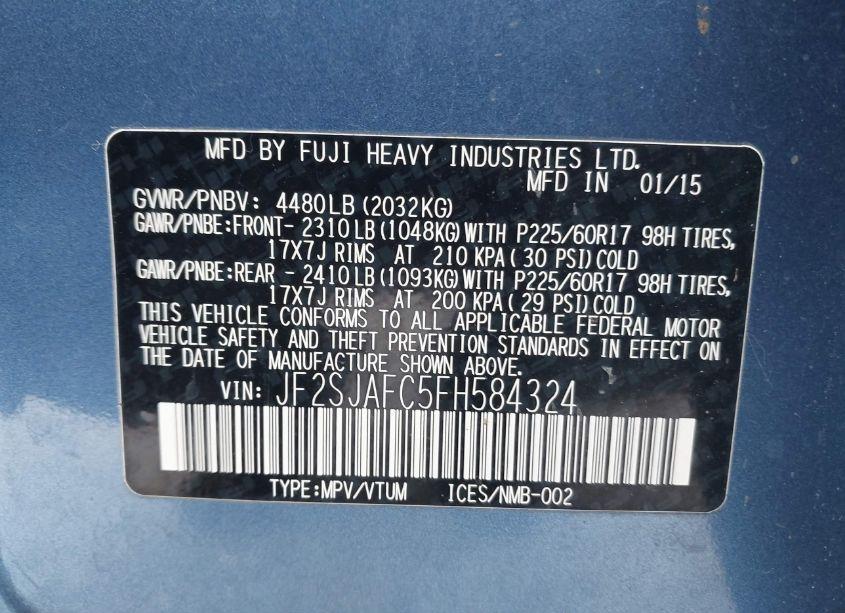 MFD BY FUJI HEAVY INDUSTRIES LTD.
MFD IN 01/15
GVWR/PNBV: 4480LB (2032KG)
GAWR/PNBE:FRONT- 2310LB (1048KG) WITH P225/60R17 98H TIRES,
17X7J RIMS AT 210 KPA ( 30 PSI) COLD
GAWR/PNBE:REAR - 2410LB (1093KG) WITH P225/60R17 98H TIRES,
17X7J RIMS AT 200 KPA ( 29 PSI) COLD
THIS VEHICLE CONFORMS TO ALL APPLICABLE FEDERAL MOTOR
VEHICLE SAFETY AND THEFT PREVENTION STANDARDS IN EFFECT ON
THE DATE OF MANUFACTURE SHOWN ABOVE.
VIN: JF2SJAFC5FH584324
TYPE:MPV/VTUM ICES/NMB-002